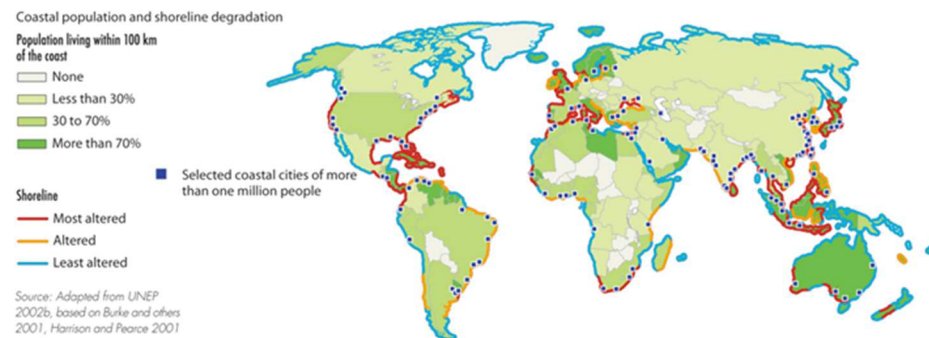 Coastal population and shoreline degradation
Population living within 100 km
of the coast
None
Less than 30%
30 to 70%
More than 70%
Selected coastal cities of more
than one million people
Shoreline
Most altered
Altered
Least altered
Source: Adapted from UNEP
2002b, based on Burke and others
2001, Harrison and Pearce 2001